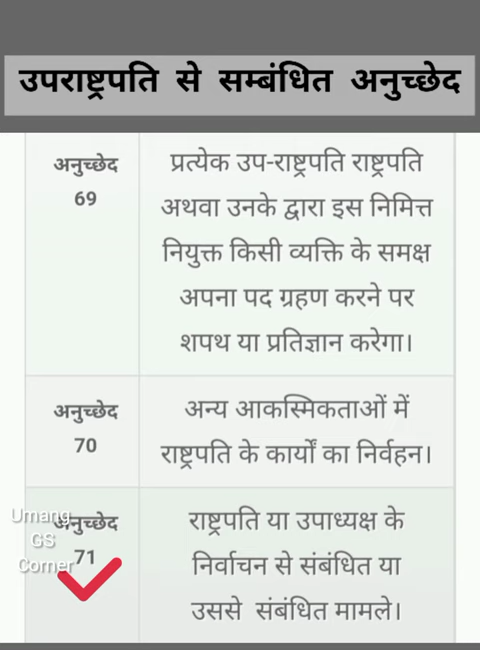 उपराष्ट्रपति से सम्बंधित अनुच्छेद
अनुच्छेद
69
प्रत्येक उप-राष्ट्रपति राष्ट्रपति
अथवा उनके द्वारा इस निमित्त
नियुक्त किसी व्यक्ति के समक्ष
अपना पद ग्रहण करने पर
शपथ या प्रतिज्ञान करेगा।
अनुच्छेद
70
अन्य आकस्मिकताओं में
राष्ट्रपति के कार्यों का निर्वहन।
अनुच्छेद
71
राष्ट्रपति या उपाध्यक्ष के
निर्वाचन से संबंधित या
उससे संबंधित मामले।
Umang
GS
Corner